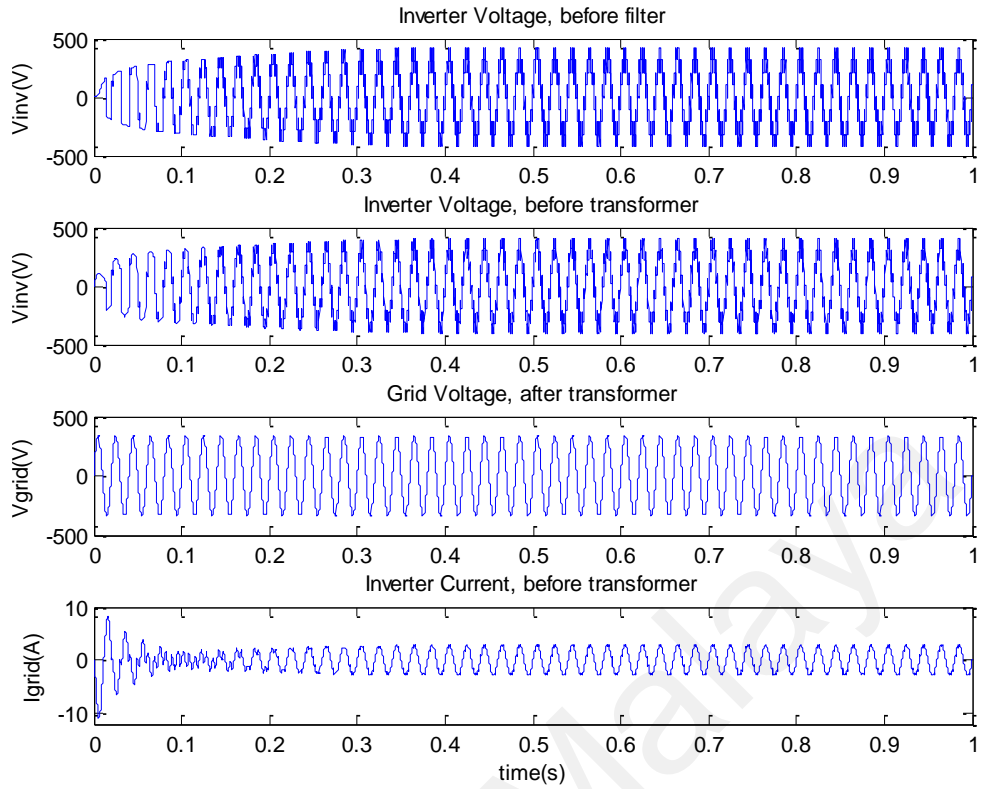 Inverter Voltage, before filter
500
0
-500
Vinv(V)
0 0.1 0.2 0.3 0.4 0.5 0.6 0.7 0.8 0.9 1
Inverter Voltage, before transformer
500
0
-500
Vinv(V)
0 0.1 0.2 0.3 0.4 0.5 0.6 0.7 0.8 0.9 1
Grid Voltage, after transformer
500
0
-500
Vgrid(V)
0 0.1 0.2 0.3 0.4 0.5 0.6 0.7 0.8 0.9 1
Inverter Current, before transformer
10
0
-10
Igrid(A)
0 0.1 0.2 0.3 0.4 0.5 0.6 0.7 0.8 0.9 1
time(s)
Malaya